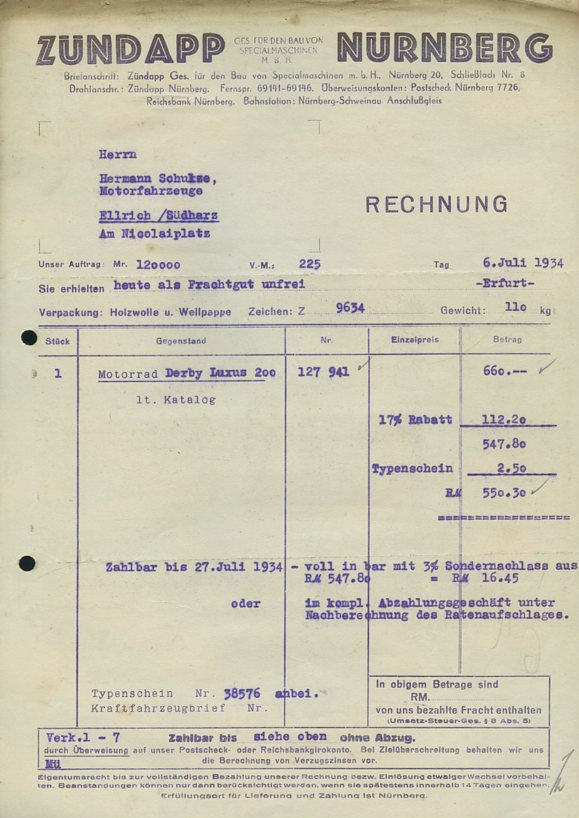 ZÜNDAPP GES. FÜR DEN BAU VON SPECIALMASCHINEN M.B.H. NÜRNBERG
Briefanschrift: Zündapp Ges. für den Bau von Specialmaschinen m. b. H., Nürnberg 20, Schließfach Nr. 8
Drahtanschr.: Zündapp Nürnberg. Fernspr. 69141-69146. Überweisungskonten: Postscheck Nürnberg 7726,
Reichsbank Nürnberg. Bahnstation: Nürnberg-Schweinau Anschlußgleis
Herrn
Hermann Schulze,
Motorfahrzeuge
Ellrich /Südharz
Am Nicolaiplatz
RECHNUNG
Unser Auftrag: Mr. 120000 V.-M.: 225 Tag 6.Juli 1934
Sie erhielten heute als Frachtgut unfrei -Erfurt-
Verpackung: Holzwolle u. Wellpappe Zeichen: Z 9634 Gewicht: 110 kg
Stück Gegenstand Nr. Einzelpreis Betrag
1 Motorrad Derby Luxus 200 127 941 660.--
lt. Katalog
17% Rabatt 112.20
547.80
Typenschein 2.50
RM 550.30
Zahlbar bis 27.Juli 1934 - voll in bar mit 3% Sondernachlass aus
RM 547.80 = RM 16.45
oder im kompl. Abzahlungsgeschäft unter
Nachberechnung des Ratenaufschlages.
Typenschein Nr. 38576 anbei.
Kraftfahrzeugbrief Nr.
In obigem Betrage sind
RM.
von uns bezahlte Fracht enthalten
(Umsatz-Steuer-Ges. § 8 Abs. 5)
Verk.1 - 7 Zahlbar bis siehe oben ohne Abzug.
durch Überweisung auf unser Postscheck- oder Reichsbankgirokonto. Bei Zielüberschreitung behalten wir uns
Mü die Berechnung von Verzugszinsen vor.
Eigentumsrecht bis zur vollständigen Bezahlung unserer Rechnung bezw. Einlösung etwaiger Wechsel vorbehal-
ten. Beanstandungen können nur dann berücksichtigt werden, wenn sie spätestens innerhalb 14 Tagen eingehen.
Erfüllungsort für Lieferung und Zahlung ist Nürnberg.